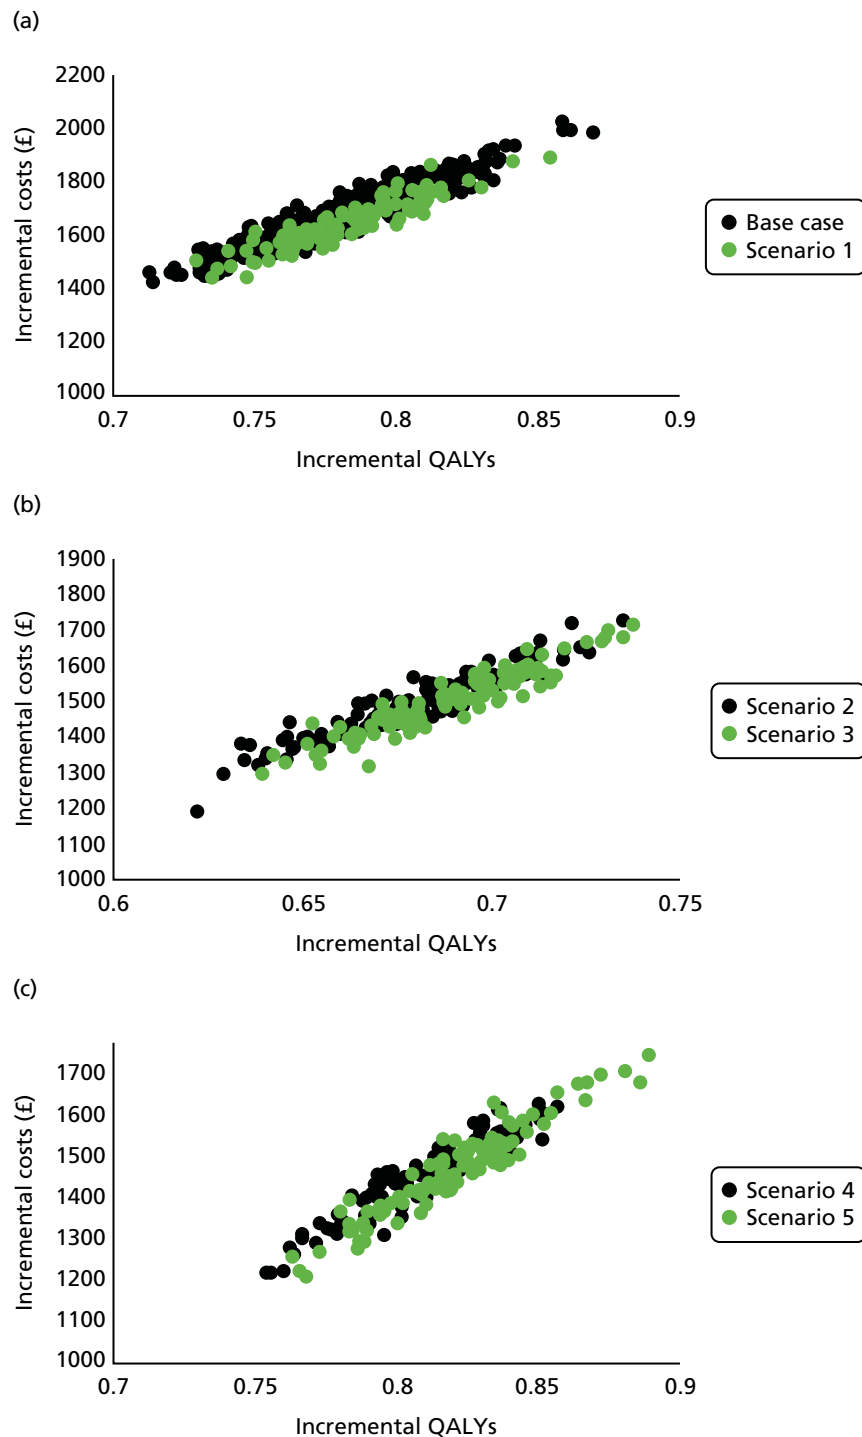 (a)
2200
2000
1800
1600
1400
1200
1000
Incremental costs (£)
0.7 0.75 0.8 0.85 0.9
Incremental QALYs
Base case
Scenario 1
(b)
1900
1800
1700
1600
1500
1400
1300
1200
1100
1000
Incremental costs (£)
0.6 0.65 0.7 0.75
Incremental QALYs
Scenario 2
Scenario 3
(c)
1700
1600
1500
1400
1300
1200
1100
1000
Incremental costs (£)
0.7 0.75 0.8 0.85 0.9
Incremental QALYs
Scenario 4
Scenario 5